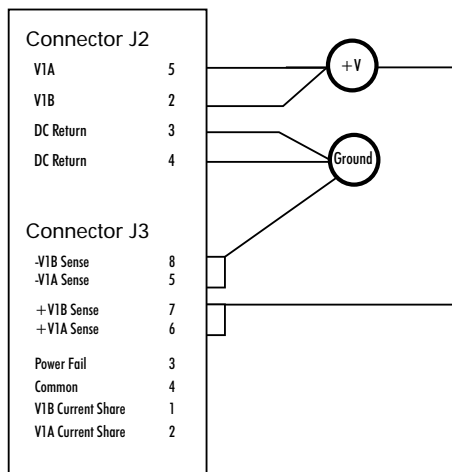 Connector J2
V1A 5
V1B 2
DC Return 3
DC Return 4
+V
Ground
Connector J3
-V1B Sense 8
-V1A Sense 5
+V1B Sense 7
+V1A Sense 6
Power Fail 3
Common 4
V1B Current Share 1
V1A Current Share 2